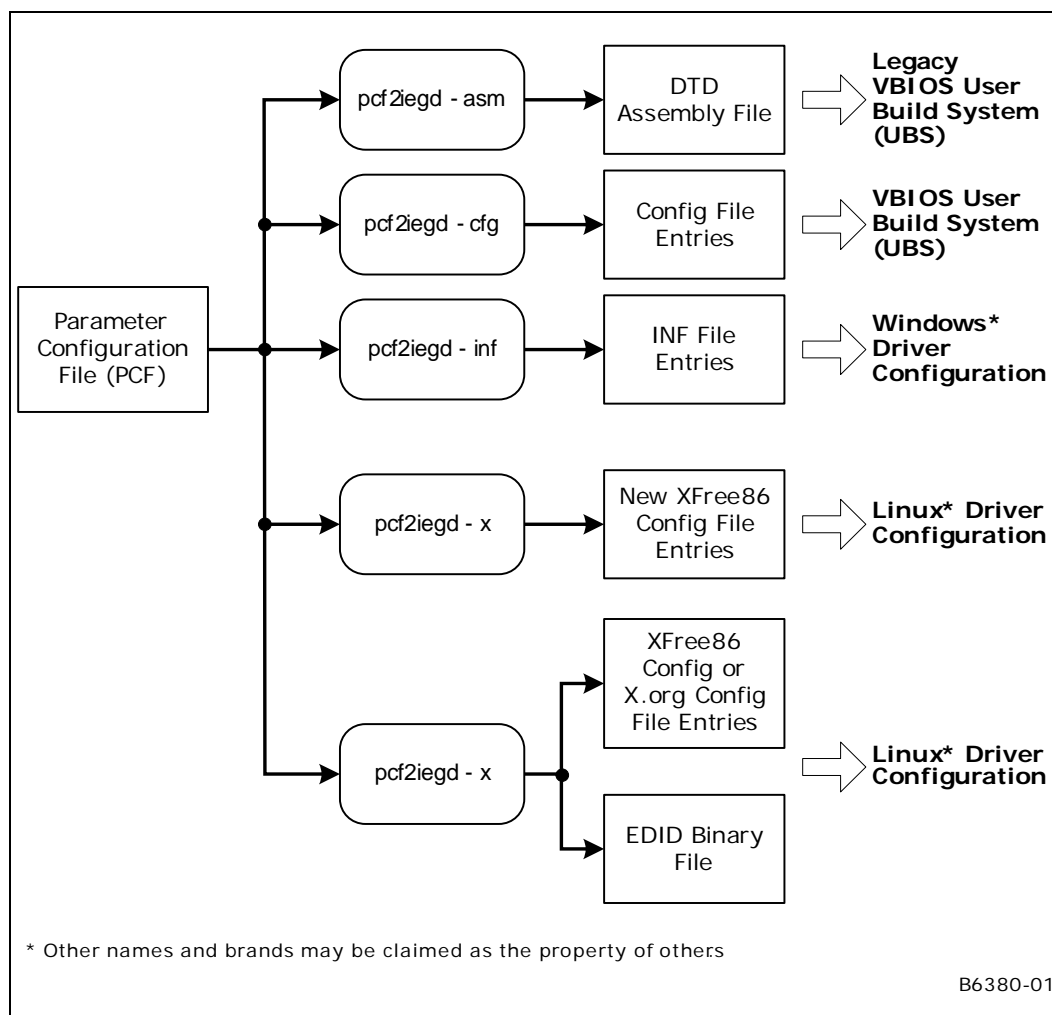 pcf2iegd - asm
DTD
Assembly File
Legacy
VBIOS User
Build System
(UBS)
pcf2iegd - cfg
Config File
Entries
VBIOS User
Build System
(UBS)
Parameter
Configuration
File (PCF)
pcf2iegd - inf
INF File
Entries
Windows*
Driver
Configuration
pcf2iegd - x
New XFree86
Config File
Entries
Linux* Driver
Configuration
pcf2iegd - x
XFree86
Config or
X.org Config
File Entries
EDID Binary
File
Linux* Driver
Configuration
* Other names and brands may be claimed as the property of others
B6380-01